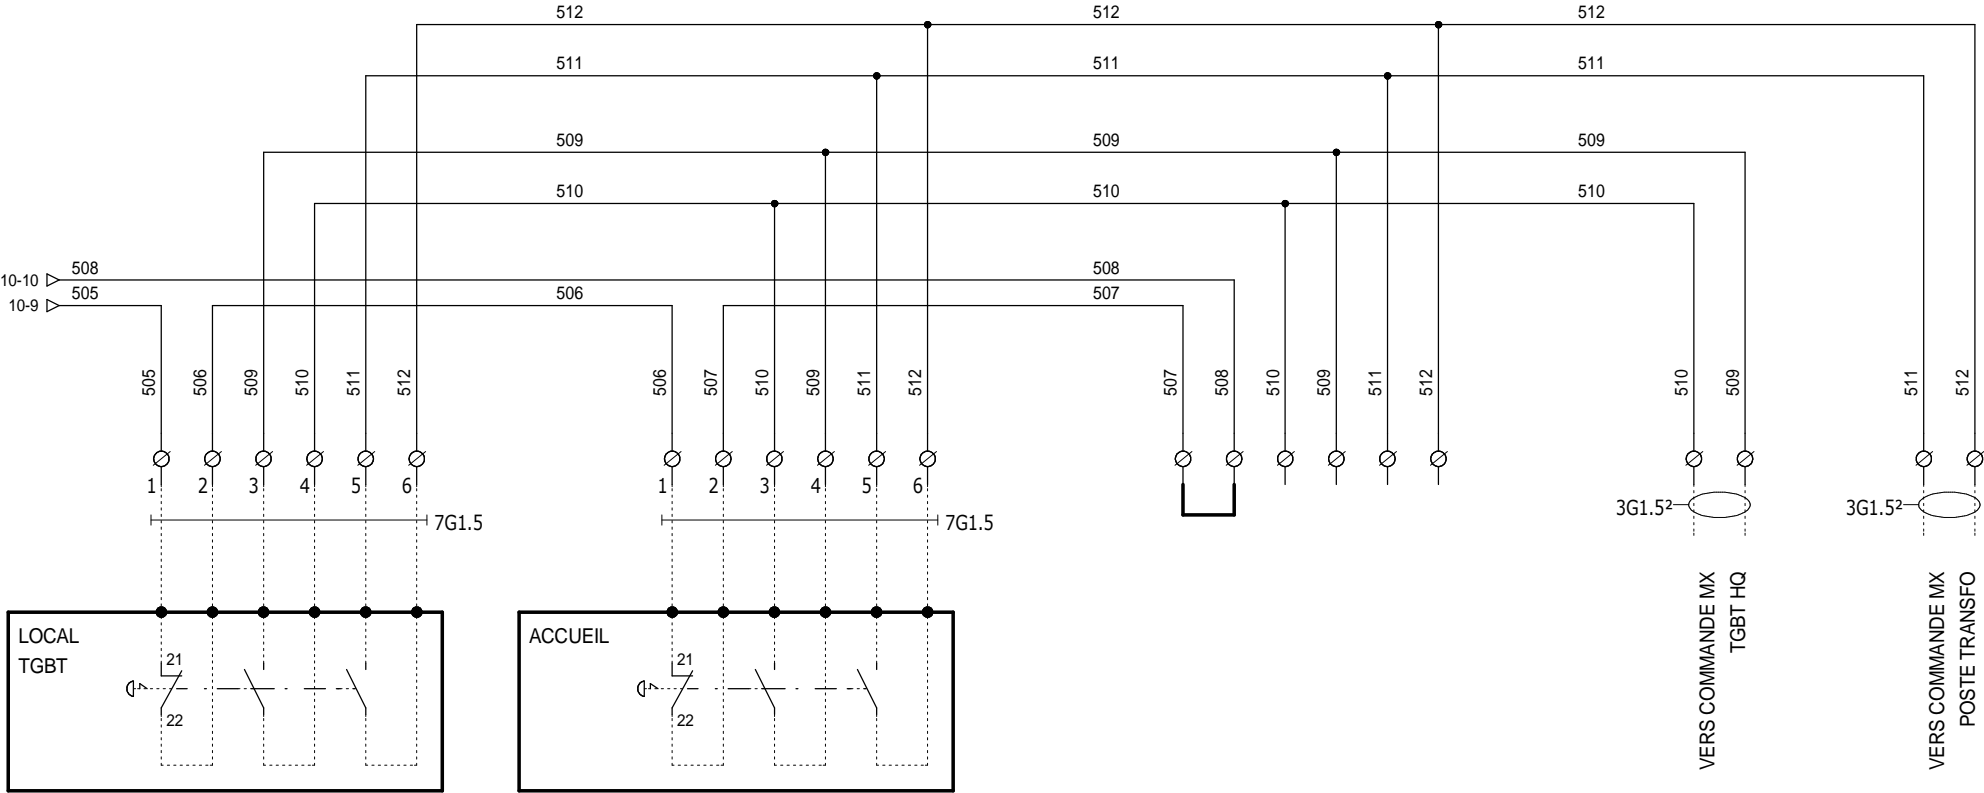 512 512 512
511 511 511
509 509 509
510 510 510
10-10 508 508
10-9 505 506 507
505 506 509 510 511 512 506 507 510 509 511 512 507 508 510 509 511 512 510 509 511 512
1 2 3 4 5 6 1 2 3 4 5 6
7G1.5 7G1.5 3G1.5² 3G1.5²
LOCAL
TGBT
21
22
ACCUEIL
21
22
VERS COMMANDE MX
TGBT HQ
VERS COMMANDE MX
POSTE TRANSFO